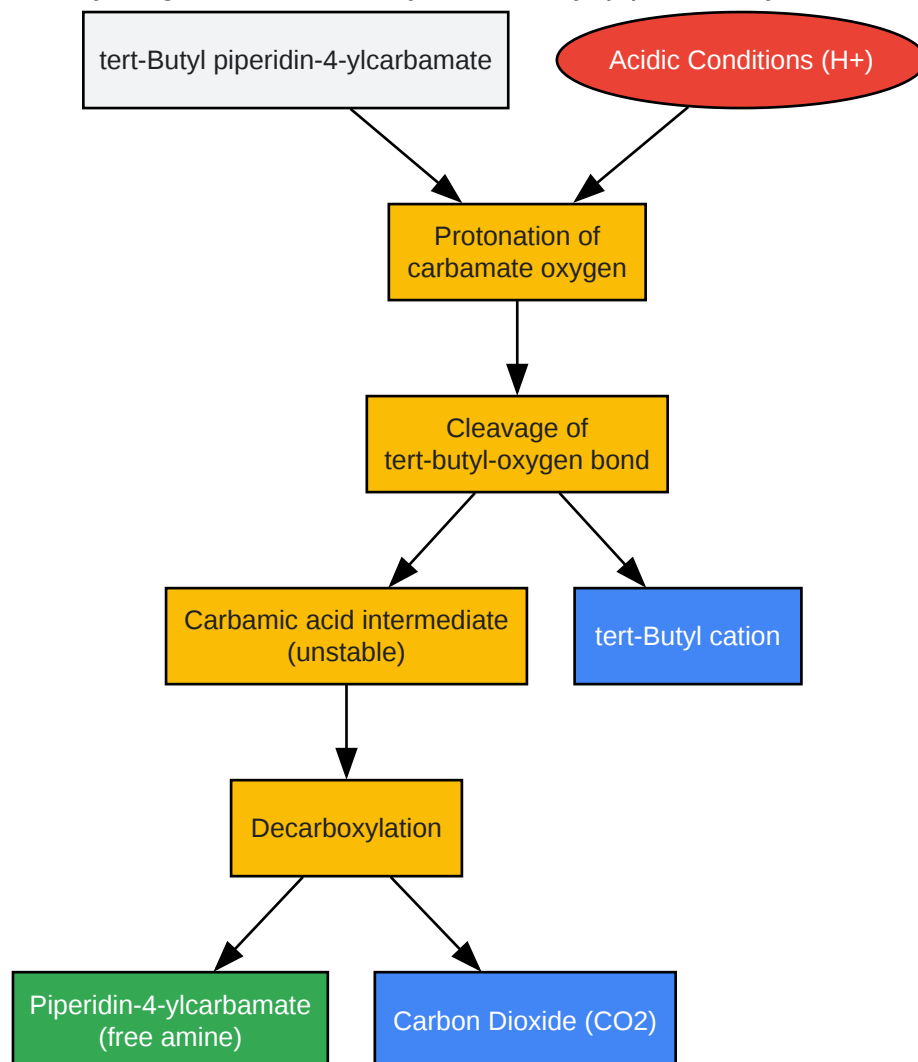 tert-Butyl piperidin-4-ylcarbamate
Acidic Conditions (H+)
Protonation of
carbamate oxygen
Cleavage of
tert-butyl-oxygen bond
Carbamic acid intermediate
(unstable)
tert-Butyl cation
Decarboxylation
Piperidin-4-ylcarbamate
(free amine)
Carbon Dioxide (CO2)